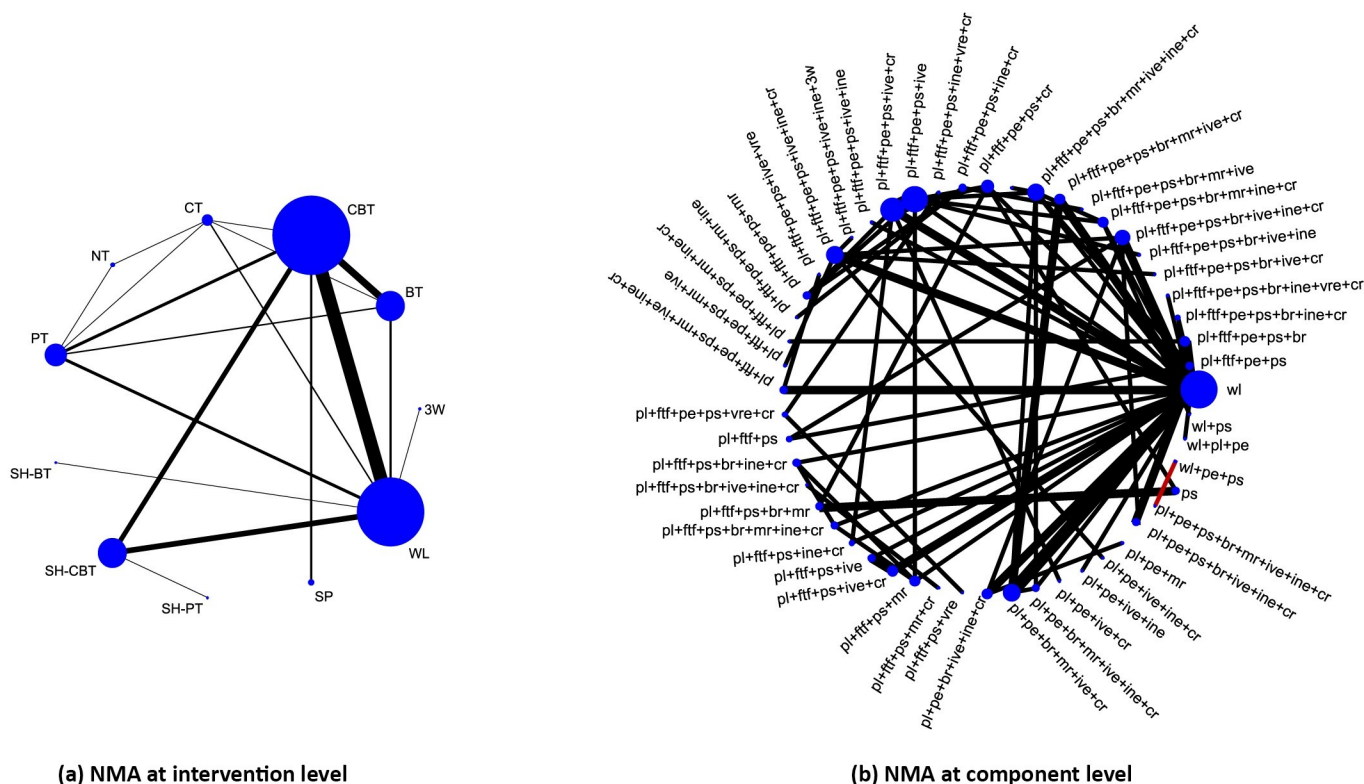 CT
CBT
NT
BT
PT
3W
SH-BT
WL
SH-CBT
SP
SH-PT
(a) NMA at intervention level
pl+ftf+pe+ps+mr+ive+ine+cr
pl+ftf+pe+ps+mr+ive
pl+ftf+pe+ps+mr+ine+cr
pl+ftf+pe+ps+mr+ine
pl+ftf+pe+ps+mr
pl+ftf+pe+ps+ive+vre
pl+ftf+pe+ps+ive+ine+cr
pl+ftf+pe+ps+ive+ine+3w
pl+ftf+pe+ps+ive+ine
pl+ftf+pe+ps+ive+cr
pl+ftf+pe+ps+ive
pl+ftf+pe+ps+ine+vre+cr
pl+ftf+pe+ps+ine+cr
pl+ftf+pe+ps+cr
pl+ftf+pe+ps+br+mr+ive+ine+cr
pl+ftf+pe+ps+br+mr+ive+cr
pl+ftf+pe+ps+br+mr+ive
pl+ftf+pe+ps+br+mr+ine+cr
pl+ftf+pe+ps+br+ive+ine+cr
pl+ftf+pe+ps+br+ive+ine
pl+ftf+pe+ps+br+ive+cr
pl+ftf+pe+ps+br+ine+vre+cr
pl+ftf+pe+ps+br+ine+cr
pl+ftf+pe+ps+br
pl+ftf+pe+ps
wl
wl+ps
wl+pl+pe
wl+pe+ps
ps
pl+pe+ps+br+mr+ive+ine+cr
pl+pe+ps+br+ive+ine+cr
pl+pe+mr
pl+pe+ive+ine+cr
pl+pe+ive+ine
pl+pe+ive+cr
pl+pe+br+mr+ive+ine+cr
pl+pe+br+mr+ive+cr
pl+pe+br+ive+ine+cr
pl+ftf+ps+vre
pl+ftf+ps+mr+cr
pl+ftf+ps+mr
pl+ftf+ps+ive+cr
pl+ftf+ps+ive
pl+ftf+ps+ine+cr
pl+ftf+ps+br+mr+ine+cr
pl+ftf+ps+br+mr
pl+ftf+ps+br+ive+ine+cr
pl+ftf+ps+br+ine+cr
pl+ftf+ps
pl+ftf+pe+ps+vre+cr
(b) NMA at component level